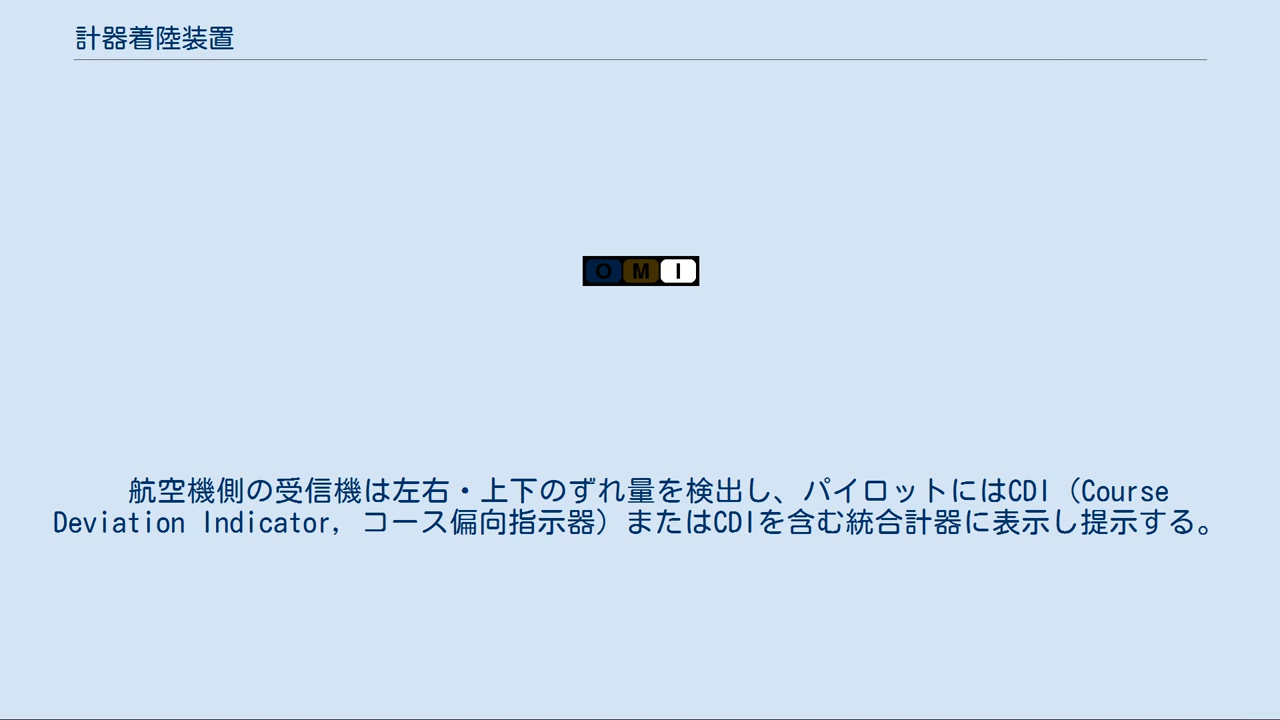 計器着陸装置
O M I
航空機側の受信機は左右・上下のずれ量を検出し、パイロットにはCDI（Course
Deviation Indicator, コース偏向指示器）またはCDIを含む統合計器に表示し提示する。